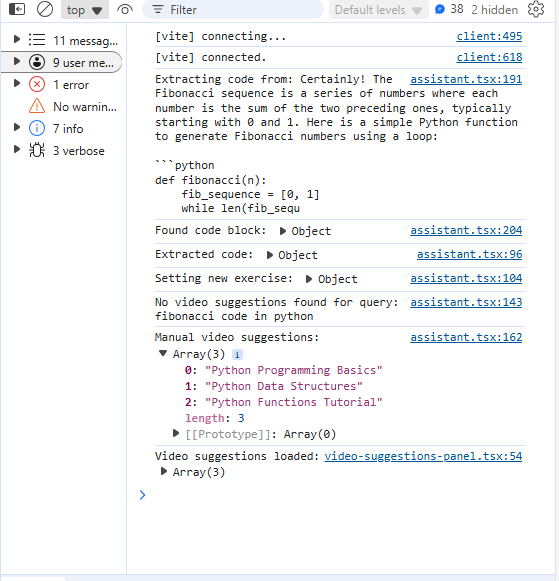 top ▼ Filter Default levels ▼ 38 2 hidden
11 messag...
9 user me...
1 error
No warnin...
7 info
3 verbose
[vite] connecting... client:495
[vite] connected. client:618
Extracting code from: Certainly! The assistant.tsx:191
Fibonacci sequence is a series of numbers where each
number is the sum of the two preceding ones, typically
starting with 0 and 1. Here is a simple Python function
to generate Fibonacci numbers using a loop:
```python
def fibonacci(n):
    fib_sequence = [0, 1]
    while len(fib_sequ
Found code block: ▶ Object assistant.tsx:204
Extracted code: ▶ Object assistant.tsx:96
Setting new exercise: ▶ Object assistant.tsx:104
No video suggestions found for query: assistant.tsx:143
fibonacci code in python
Manual video suggestions: assistant.tsx:162
▼ Array(3) i
0: "Python Programming Basics"
1: "Python Data Structures"
2: "Python Functions Tutorial"
length: 3
▶ [[Prototype]]: Array(0)
Video suggestions loaded: video-suggestions-panel.tsx:54
▶ Array(3)